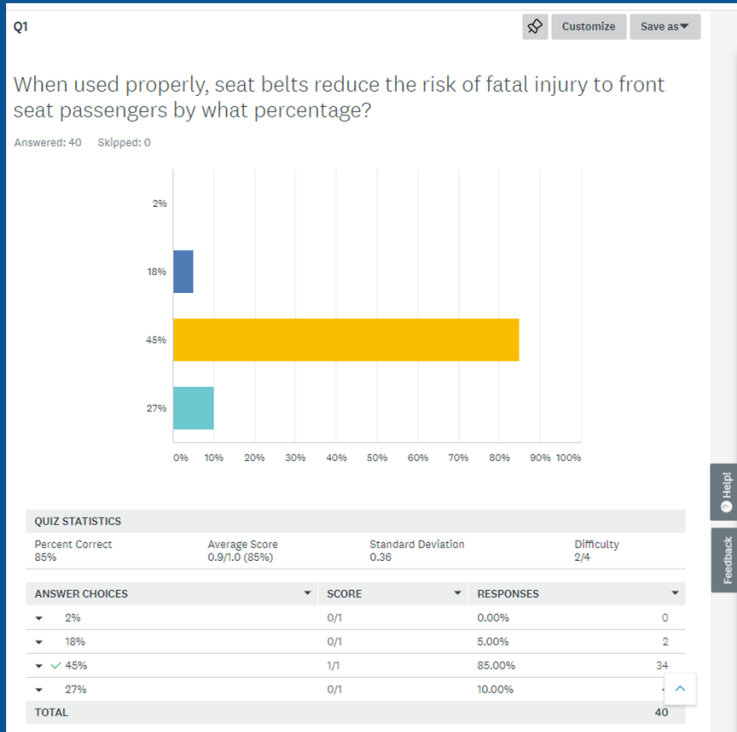 Q1
Customize
Save as
When used properly, seat belts reduce the risk of fatal injury to front
seat passengers by what percentage?
Answered: 40 Skipped: 0
2%
18%
45%
27%
0% 10% 20% 30% 40% 50% 60% 70% 80% 90% 100%
Help!
Feedback
QUIZ STATISTICS
Percent Correct Average Score Standard Deviation Difficulty
85% 0.9/1.0 (85%) 0.36 2/4
ANSWER CHOICES SCORE RESPONSES
2% 0/1 0.00% 0
18% 0/1 5.00% 2
45% 1/1 85.00% 34
27% 0/1 10.00%
TOTAL 40